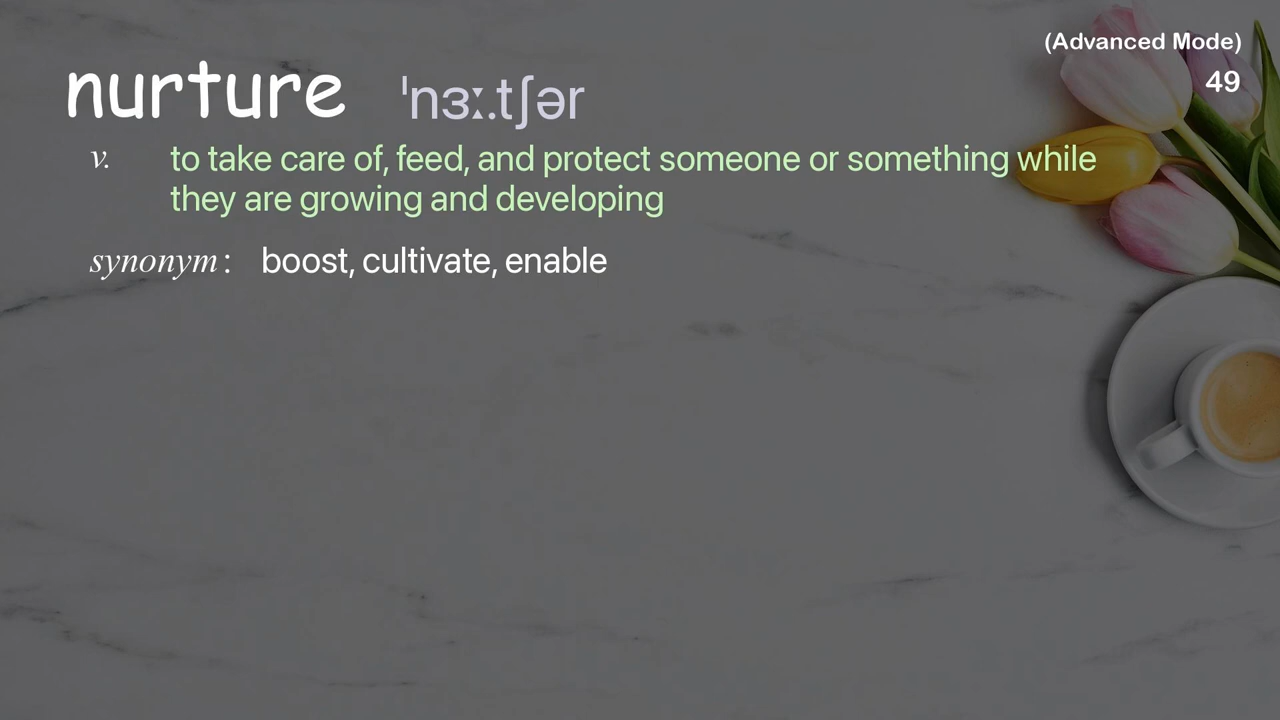 (Advanced Mode)
nurture ˈnɜː.tʃər
49
v. to take care of, feed, and protect someone or something while
they are growing and developing
synonym : boost, cultivate, enable